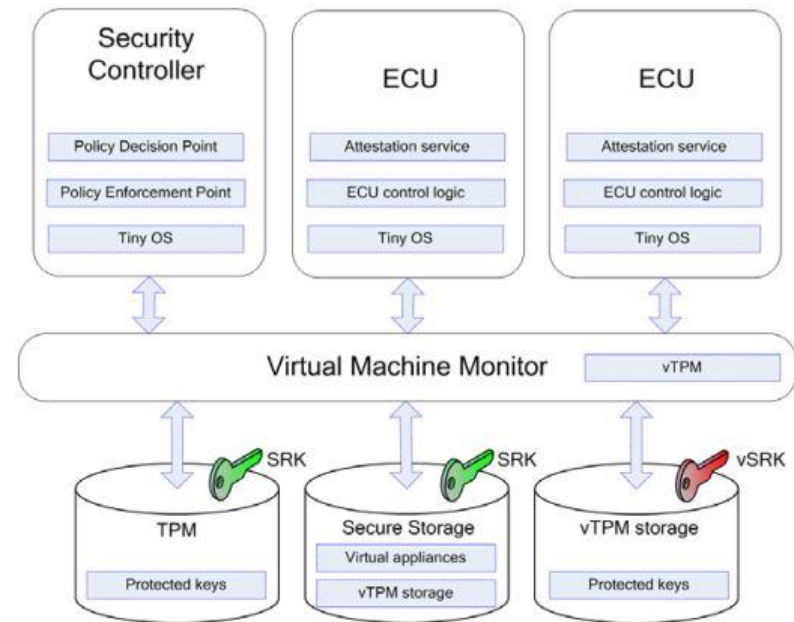 Security
Controller
Policy Decision Point
Policy Enforcement Point
Tiny OS
ECU
Attestation service
ECU control logic
Tiny OS
ECU
Attestation service
ECU control logic
Tiny OS
Virtual Machine Monitor
vTPM
SRK
TPM
Protected keys
SRK
Secure Storage
Virtual appliances
vTPM storage
vSRK
vTPM storage
Protected keys